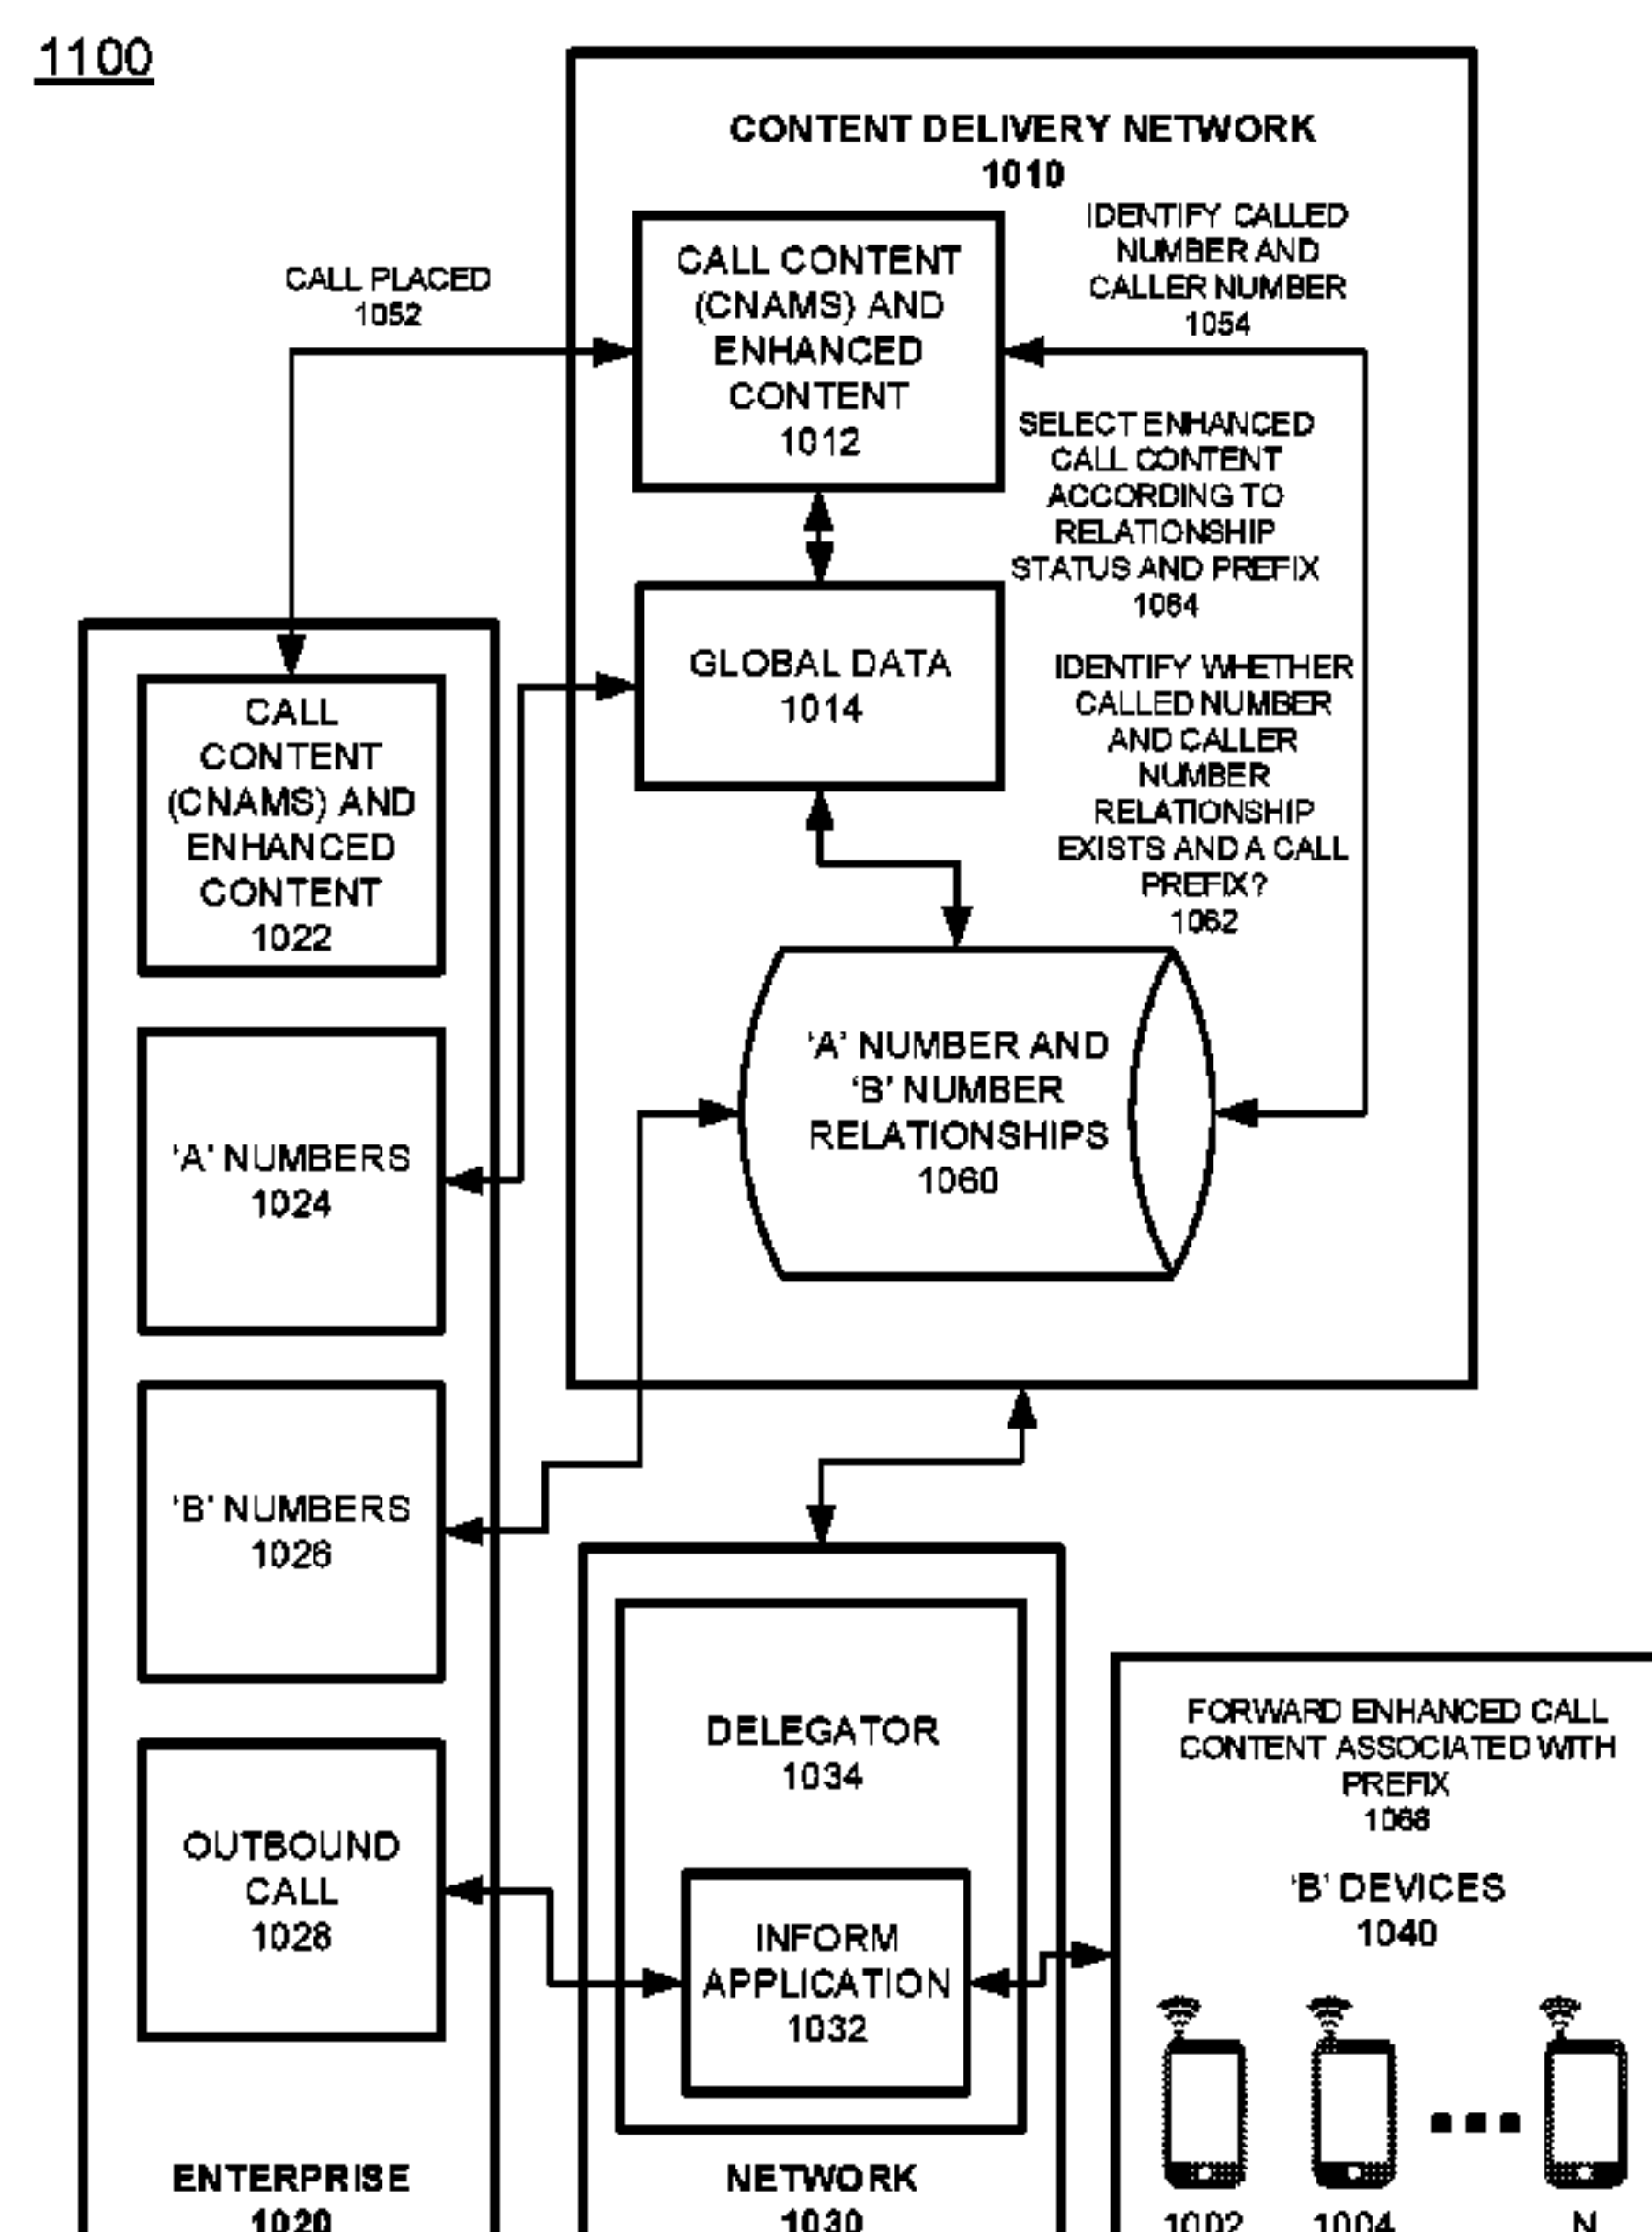 1100
CONTENT DELIVERY NETWORK
1010
IDENTIFY CALLED
NUMBER AND
CALLER NUMBER
1054
CALL CONTENT
(CNAMS) AND
ENHANCED
CONTENT
1012
CALL PLACED
1052
SELECT ENHANCED
CALL CONTENT
ACCORDING TO
RELATIONSHIP
STATUS AND PREFIX
1064
GLOBAL DATA
1014
IDENTIFY WHETHER
CALLED NUMBER
AND CALLER
NUMBER
RELATIONSHIP
EXISTS AND A CALL
PREFIX?
1062
CALL
CONTENT
(CNAMS) AND
ENHANCED
CONTENT
1022
'A' NUMBER AND
'B' NUMBER
RELATIONSHIPS
1060
'A' NUMBERS
1024
'B' NUMBERS
1026
DELEGATOR
1034
FORWARD ENHANCED CALL
CONTENT ASSOCIATED WITH
PREFIX
1068
OUTBOUND
CALL
1028
'B' DEVICES
1040
INFORM
APPLICATION
1032
ENTERPRISE
1020
NETWORK
1030
1002
1004
N